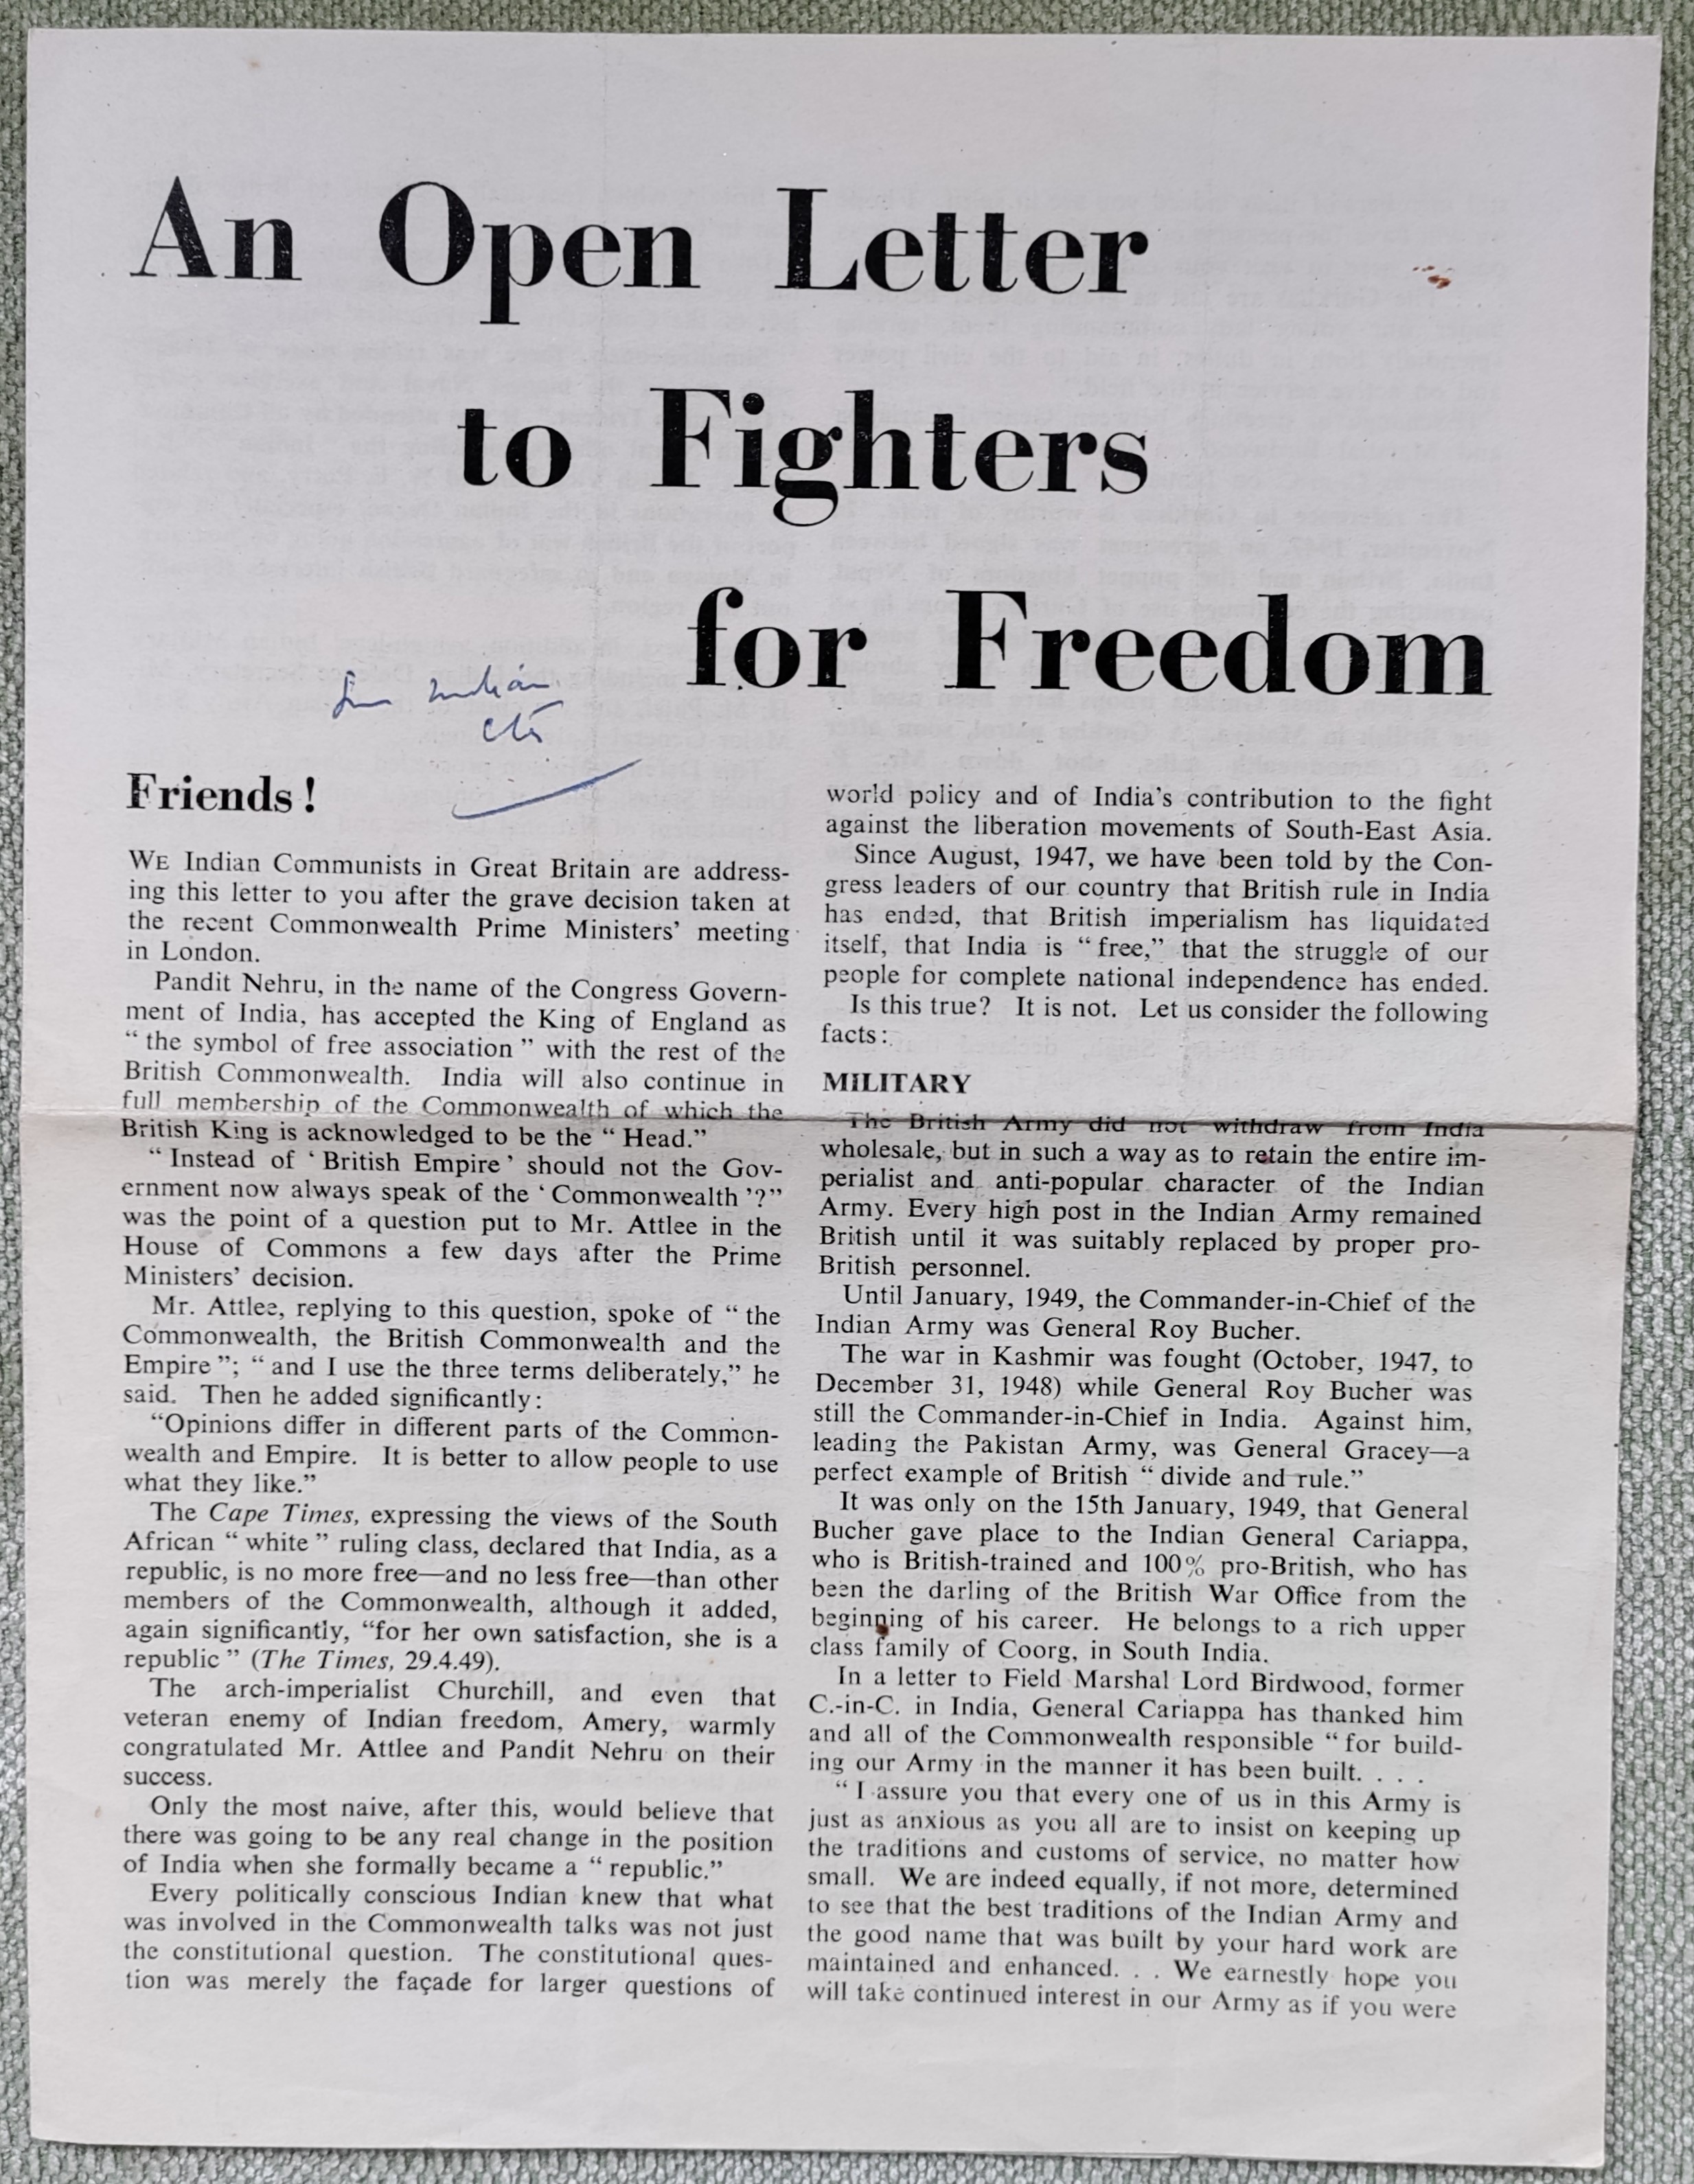 An Open Letter
to Fighters
for Freedom
Friends!
WE Indian Communists in Great Britain are address-
ing this letter to you after the grave decision taken at
the recent Commonwealth Prime Ministers' meeting
in London.
Pandit Nehru, in the name of the Congress Govern-
ment of India, has accepted the King of England as
"the symbol of free association" with the rest of the
British Commonwealth. India will also continue in
full membership of the Commonwealth of which the
British King is acknowledged to be the "Head."
"Instead of 'British Empire' should not the Gov-
ernment now always speak of the 'Commonwealth'?"
was the point of a question put to Mr. Attlee in the
House of Commons a few days after the Prime
Ministers' decision.
Mr. Attlee, replying to this question, spoke of "the
Commonwealth, the British Commonwealth and the
Empire"; "and I use the three terms deliberately," he
said. Then he added significantly:
"Opinions differ in different parts of the Common-
wealth and Empire. It is better to allow people to use
what they like."
The Cape Times, expressing the views of the South
African "white" ruling class, declared that India, as a
republic, is no more free—and no less free—than other
members of the Commonwealth, although it added,
again significantly, "for her own satisfaction, she is a
republic" (The Times, 29.4.49).
The arch-imperialist Churchill, and even that
veteran enemy of Indian freedom, Amery, warmly
congratulated Mr. Attlee and Pandit Nehru on their
success.
Only the most naive, after this, would believe that
there was going to be any real change in the position
of India when she formally became a "republic."
Every politically conscious Indian knew that what
was involved in the Commonwealth talks was not just
the constitutional question. The constitutional ques-
tion was merely the façade for larger questions of
world policy and of India's contribution to the fight
against the liberation movements of South-East Asia.
Since August, 1947, we have been told by the Con-
gress leaders of our country that British rule in India
has ended, that British imperialism has liquidated
itself, that India is "free," that the struggle of our
people for complete national independence has ended.
Is this true? It is not. Let us consider the following
facts:
MILITARY
The British Army did not withdraw from India
wholesale, but in such a way as to retain the entire im-
perialist and anti-popular character of the Indian
Army. Every high post in the Indian Army remained
British until it was suitably replaced by proper pro-
British personnel.
Until January, 1949, the Commander-in-Chief of the
Indian Army was General Roy Bucher.
The war in Kashmir was fought (October, 1947, to
December 31, 1948) while General Roy Bucher was
still the Commander-in-Chief in India. Against him,
leading the Pakistan Army, was General Gracey—a
perfect example of British "divide and rule."
It was only on the 15th January, 1949, that General
Bucher gave place to the Indian General Cariappa,
who is British-trained and 100% pro-British, who has
been the darling of the British War Office from the
beginning of his career. He belongs to a rich upper
class family of Coorg, in South India.
In a letter to Field Marshal Lord Birdwood, former
C.-in-C. in India, General Cariappa has thanked him
and all of the Commonwealth responsible "for build-
ing our Army in the manner it has been built. . . .
"I assure you that every one of us in this Army is
just as anxious as you all are to insist on keeping up
the traditions and customs of service, no matter how
small. We are indeed equally, if not more, determined
to see that the best traditions of the Indian Army and
the good name that was built by your hard work are
maintained and enhanced. . . We earnestly hope you
will take continued interest in our Army as if you were